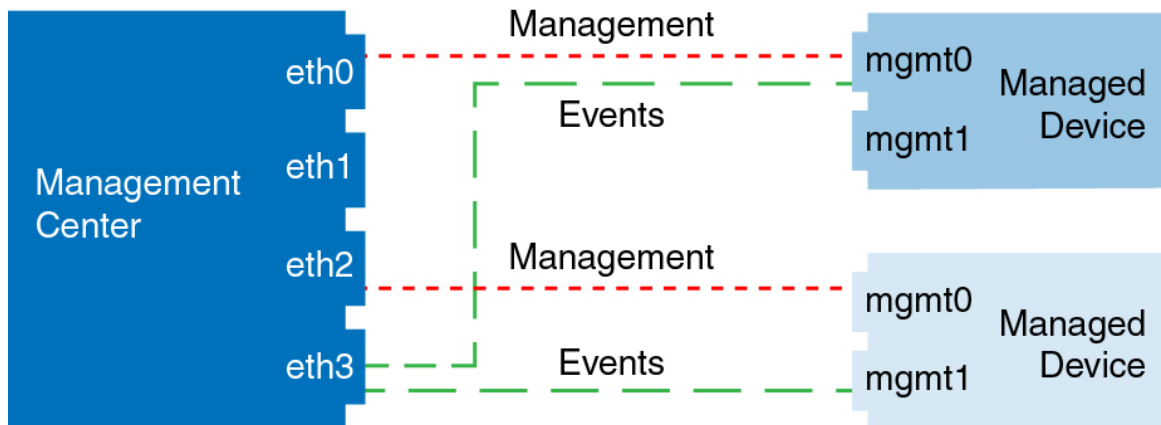 Management
eth0
mgmt0
Managed
Device
Events
mgmt1
eth1
Management
Center
eth2
Management
mgmt0
Managed
Device
eth3
Events
mgmt1